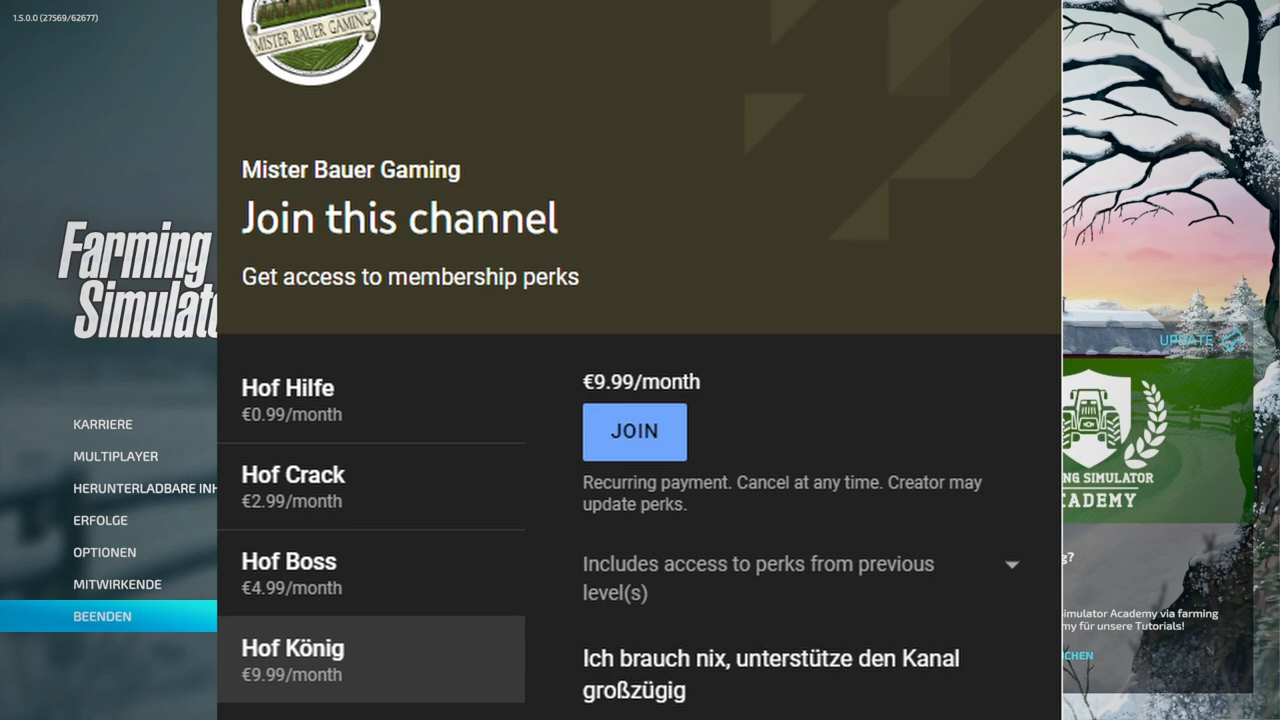 1.5.0.0 (27569/62677)
MISTER BAUER GAMING
Mister Bauer Gaming
Join this channel
Get access to membership perks
Farming
Simulato
KARRIERE
MULTIPLAYER
HERUNTERLADBARE INH
ERFOLGE
OPTIONEN
MITWIRKENDE
BEENDEN
Hof Hilfe
€0.99/month
Hof Crack
€2.99/month
Hof Boss
€4.99/month
Hof König
€9.99/month
€9.99/month
JOIN
Recurring payment. Cancel at any time. Creator may
update perks.
Includes access to perks from previous
level(s)
Ich brauch nix, unterstütze den Kanal
großzügig
UPDATE
NG SIMULATOR
ADEMY
g?
imulator Academy via farming
my für unsere Tutorials!
CHEN